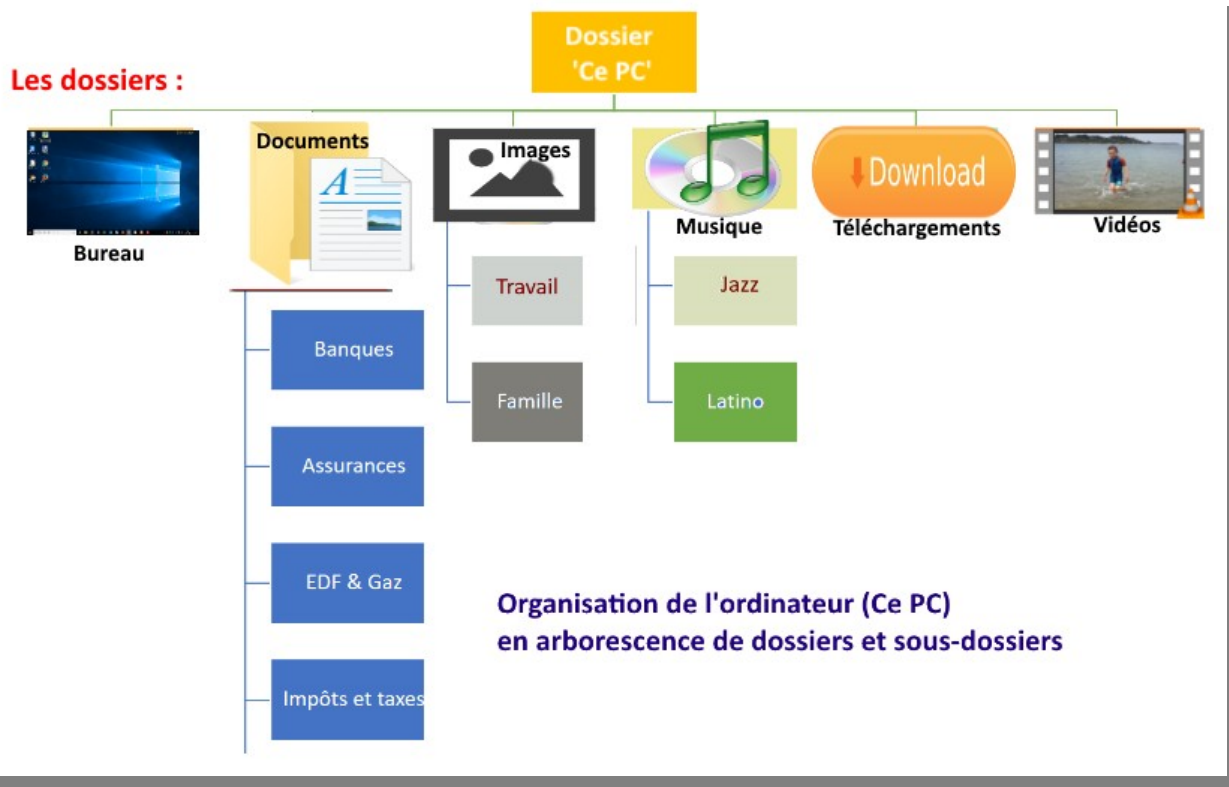 Dossier
'Ce PC'
Les dossiers :
Bureau
Documents
Images
Musique
Download
Téléchargements
Vidéos
Travail
Jazz
Banques
Famille
Latino
Assurances
EDF & Gaz
Impôts et taxes
Organisation de l'ordinateur (Ce PC)
en arborescence de dossiers et sous-dossiers